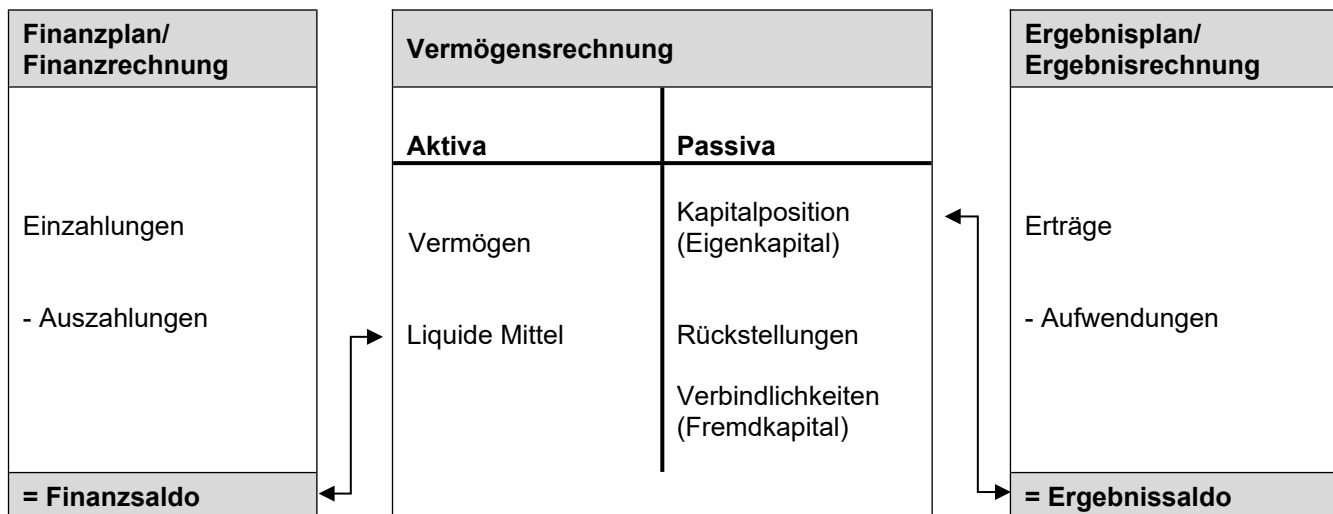 Finanzplan/
Finanzrechnung
Einzahlungen
- Auszahlungen
= Finanzsaldo
Vermögensrechnung
Aktiva
Passiva
Vermögen
Liquide Mittel
Kapitalposition
(Eigenkapital)
Rückstellungen
Verbindlichkeiten
(Fremdkapital)
Ergebnisplan/
Ergebnisrechnung
Erträge
- Aufwendungen
= Ergebnissaldo